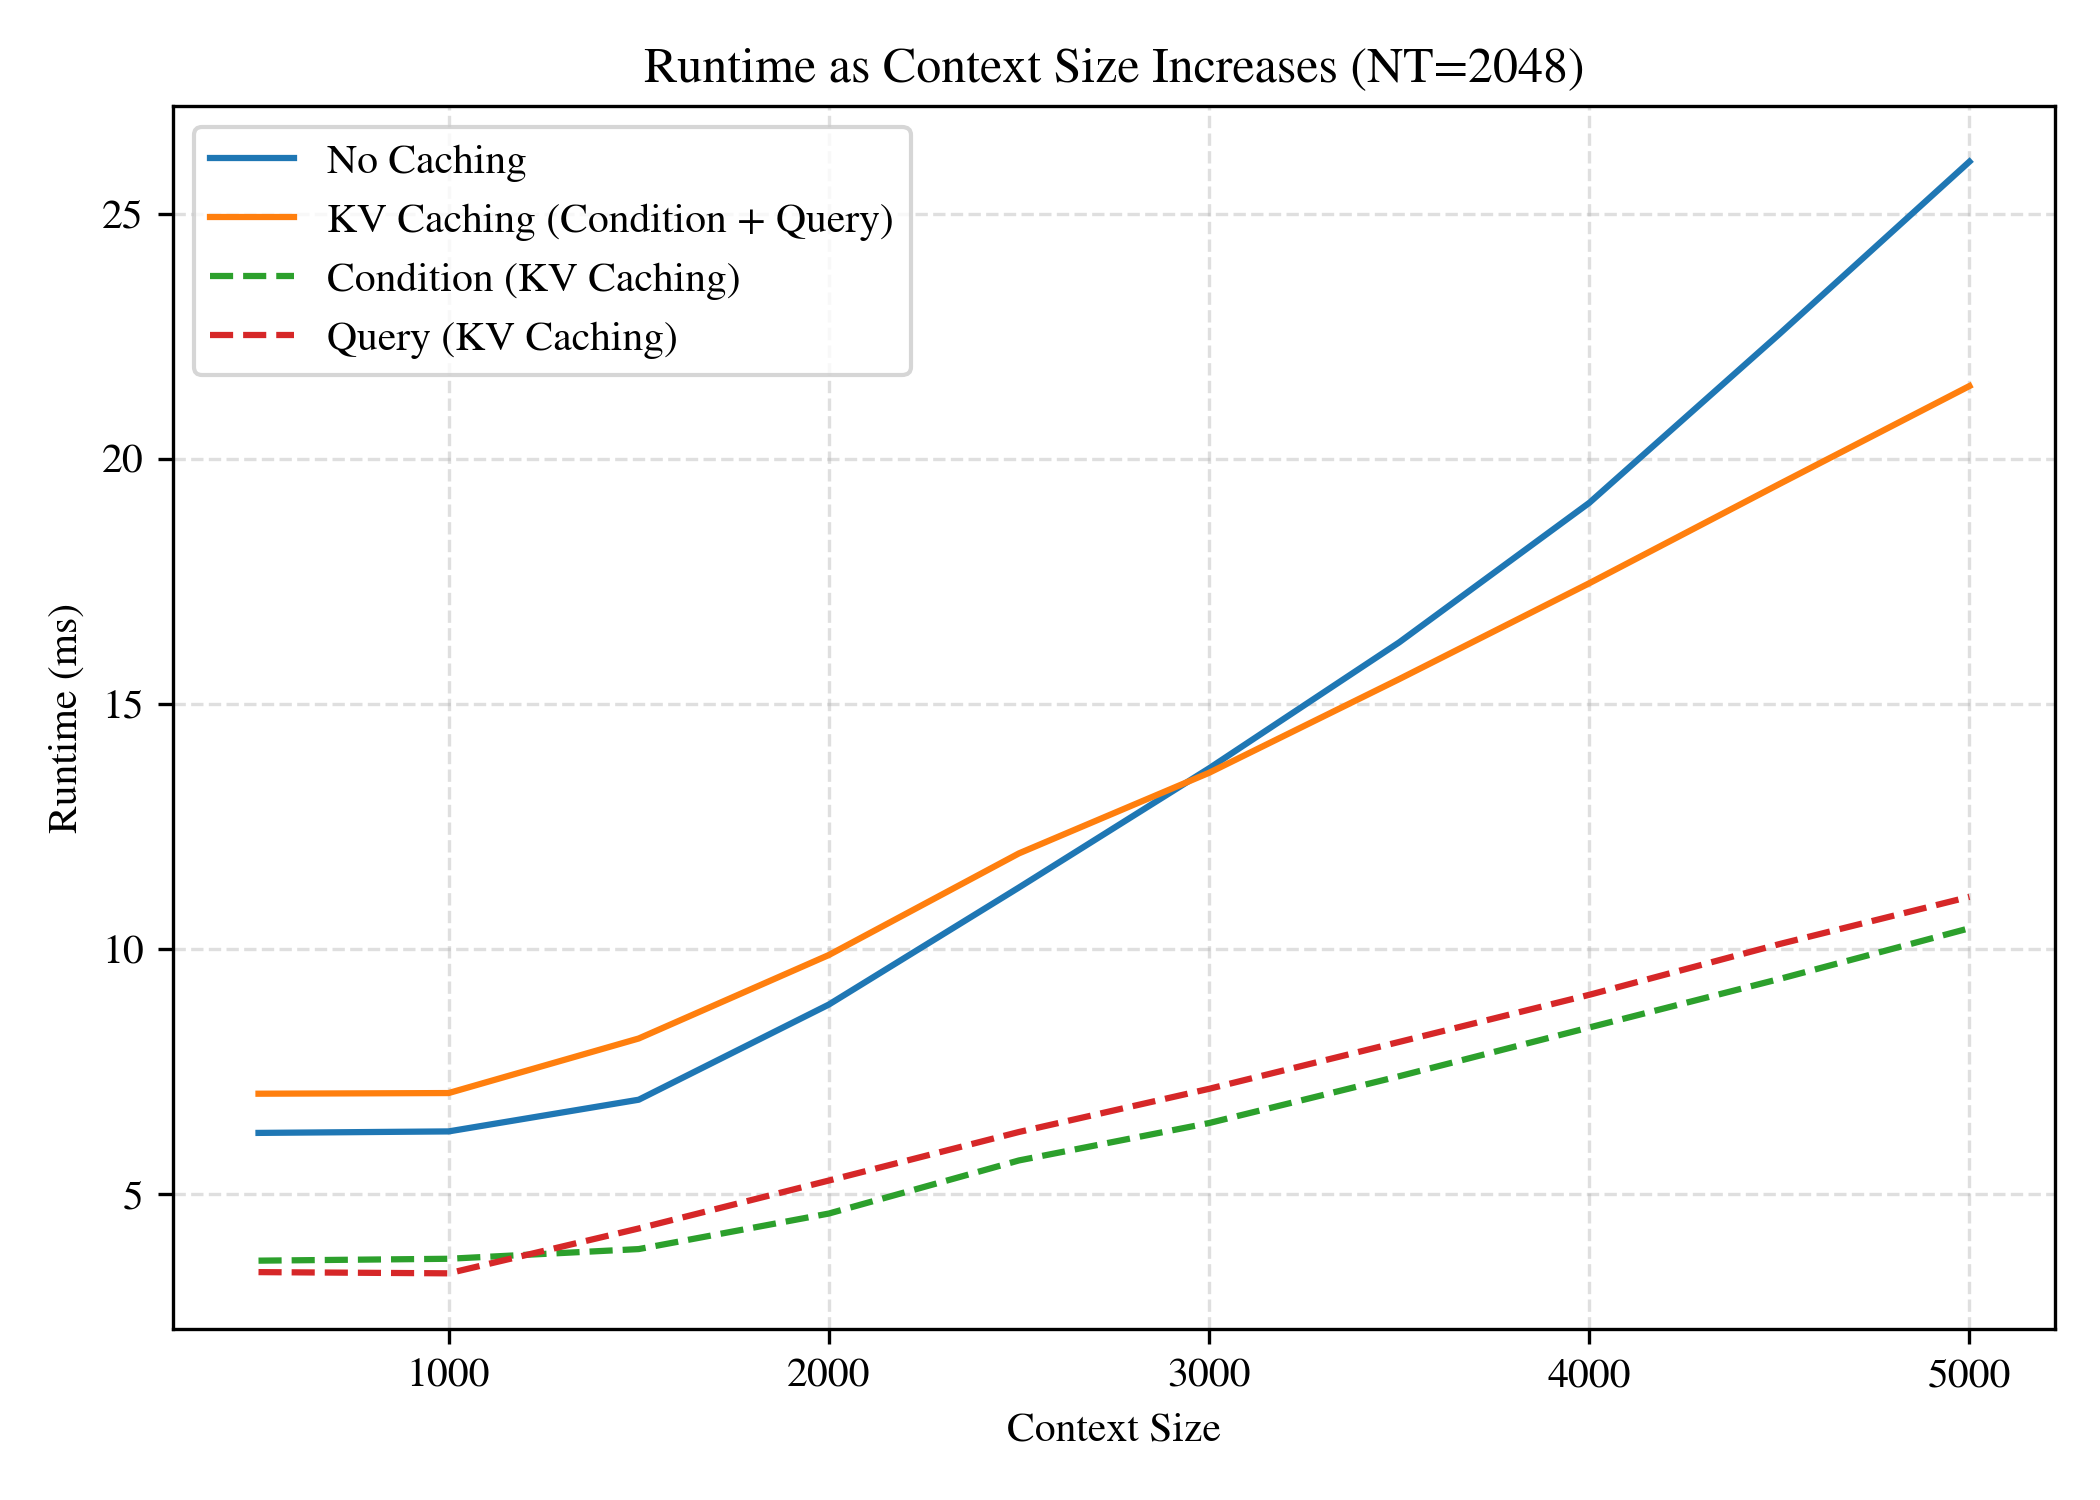 Runtime as Context Size Increases (NT=2048)
No Caching
KV Caching (Condition + Query)
Condition (KV Caching)
Query (KV Caching)
25
20
15
10
5
Runtime (ms)
1000 2000 3000 4000 5000
Context Size